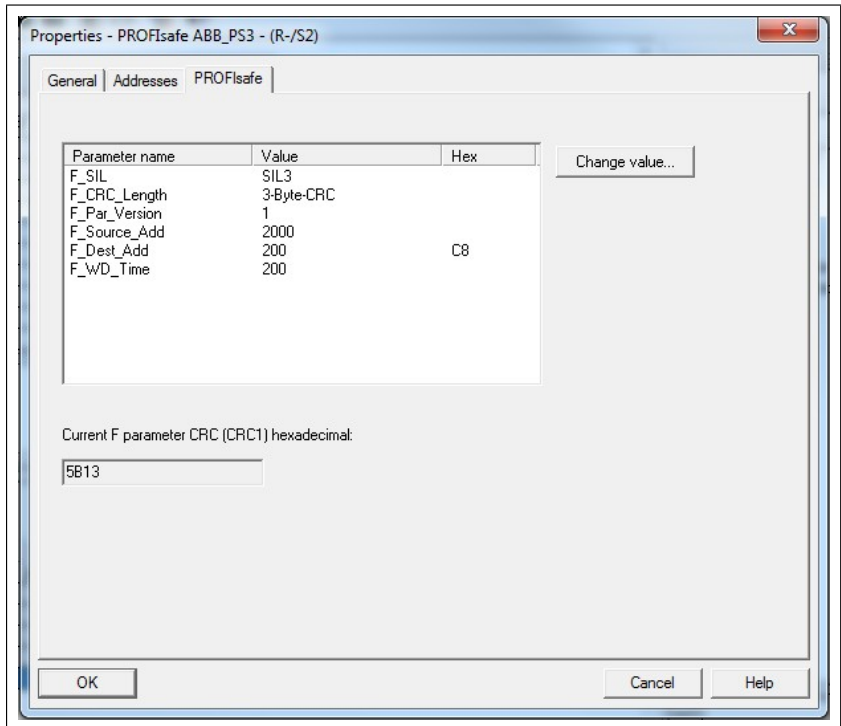 Properties - PROFIsafe ABB_PS3 - (R-/S2)
General Addresses PROFIsafe
Parameter name Value Hex
F_SIL SIL3
F_CRC_Length 3-Byte-CRC
F_Par_Version 1
F_Source_Add 2000
F_Dest_Add 200 C8
F_WD_Time 200
Change value...
Current F parameter CRC (CRC1) hexadecimal:
5B13
OK Cancel Help